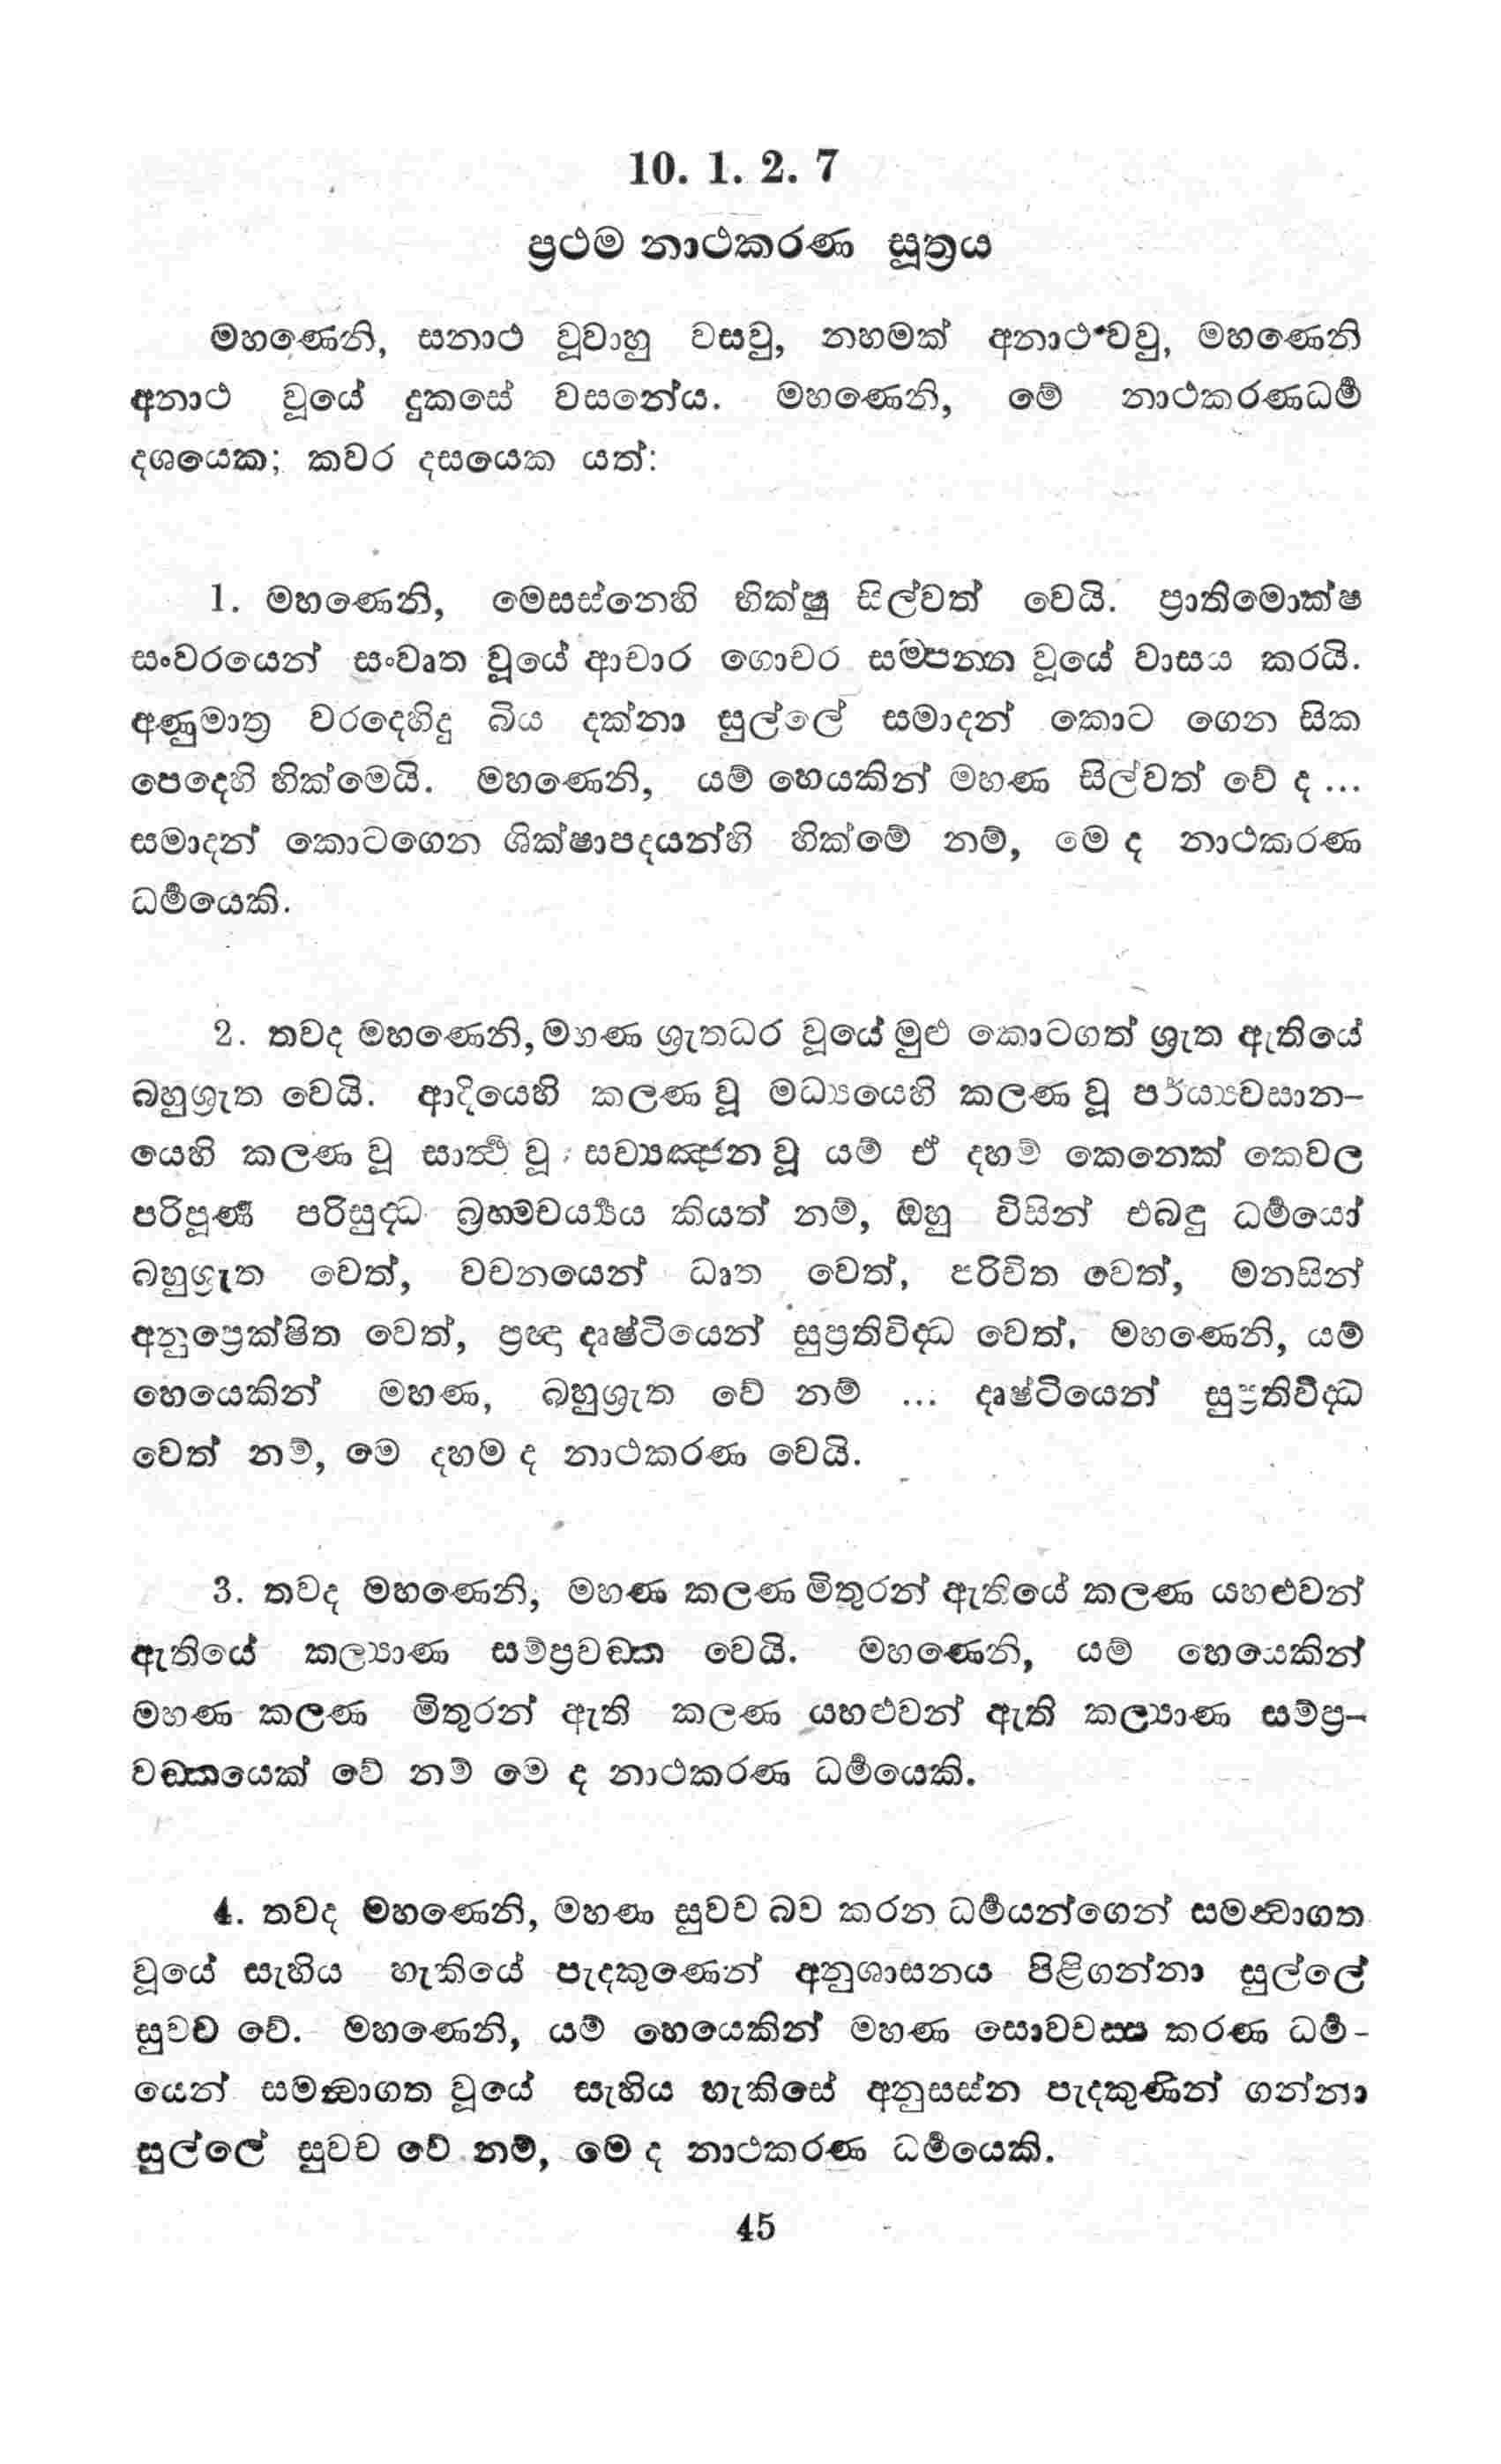 10. 1. 2. 7
ප්‍රථම නාථකරණ සූත්‍රය
මහණෙනි, සනාථ වූවාහු වසවු, නහමක් අනාථ වවු, මහණෙනි
අනාථ වූයේ දුකසේ වසනේය. මහණෙනි, මේ නාථකරණධර්‍ම
දශයෙක; කවර දසයෙක යත්:
1. මහණෙනි, මෙසස්නෙහි භික්ෂු සිල්වත් වෙයි. ප්‍රාතිමොක්ෂ
සංවරයෙන් සංවෘත වූයේ ආචාර ගොචර සම්පන්න වූයේ වාසය කරයි.
අණුමාත්‍ර වරදෙහිදු බිය දක්නා සුල්ලේ සමාදන් කොට ගෙන සික
පෙදෙහි හික්මෙයි. මහණෙනි, යම් හෙයකින් මහණ සිල්වත් වේ ද ...
සමාදන් කොටගෙන ශික්ෂාපදයන්හි හික්මේ නම්, මෙ ද නාථකරණ
ධර්‍මයෙකි.
2. තවද මහණෙනි, මහණ ශ්‍රැතධර වූයේ මුළු කොටගත් ශ්‍රැත ඇතියේ
බහුශ්‍රැත වෙයි. ආදියෙහි කලණ වූ මධ්‍යයෙහි කලණ වූ පර්‍ය්‍යවසාන-
යෙහි කලණ වූ සාර්‍ත්‍ථ වූ සව්‍යඤ්ජන වූ යම් ඒ දහම් කෙනෙක් කෙවල
පරිපූර්‍ණ පරිසුද්ධ බ්‍රහ්මචර්‍ය්‍යය කියත් නම්, ඔහු විසින් එබඳු ධර්‍මයෝ
බහුශ්‍රැත වෙත්, වචනයෙන් ධෘත වෙත්, පරිචිත වෙත්, මනසින්
අනුප්‍රෙක්ෂිත වෙත්, ප්‍රඥා දෘෂ්ටියෙන් සුප්‍රතිවිද්ධ වෙත්. මහණෙනි, යම්
හෙයෙකින් මහණ, බහුශ්‍රැත වේ නම් ... දෘෂ්ටියෙන් සුප්‍රතිවිද්ධ
වෙත් නම්, මෙ දහම ද නාථකරණ වෙයි.
3. තවද මහණෙනි, මහණ කලණ මිතුරන් ඇතියේ කලණ යහළුවන්
ඇතියේ කල්‍යාණ සම්ප්‍රවඞ්ක වෙයි. මහණෙනි, යම් හෙයෙකින්
මහණ කලණ මිතුරන් ඇති කලණ යහළුවන් ඇති කල්‍යාණ සම්ප්‍ර-
වඞ්කයෙක් වේ නම් මෙ ද නාථකරණ ධර්‍මයෙකි.
4. තවද මහණෙනි, මහණ සුවච බව කරන ධර්‍මයන්ගෙන් සමන්වාගත
වූයේ සැහිය හැකියේ පැදකුණෙන් අනුශාසනය පිළිගන්නා සුල්ලේ
සුවච වේ. මහණෙනි, යම් හෙයෙකින් මහණ සොවචස්ස කරණ ධර්‍ම-
යෙන් සමන්වාගත වූයේ සැහිය හැකිසේ අනුසස්න පැදකුණින් ගන්නා
සුල්ලේ සුවච වේ නම්, මෙ ද නාථකරණ ධර්‍මයෙකි.
45